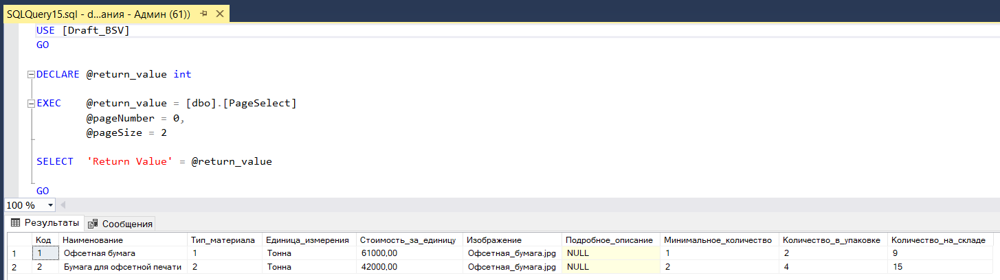 SQLQuery15.sql - d...ания - Админ (61))
USE [Draft_BSV]
GO
DECLARE @return_value int
EXEC @return_value = [dbo].[PageSelect]
@pageNumber = 0,
@pageSize = 2
SELECT 'Return Value' = @return_value
GO
100 %
Результаты Сообщения
Код Наименование Тип_материала Единица_измерения Стоимость_за_единицу Изображение Подробное_описание Минимальное_количество Количество_в_упаковке Количество_на_складе
1 1 Офсетная бумага 1 Тонна 61000,00 Офсетная_бумага.jpg NULL 1 2 9
2 2 Бумага для офсетной печати 2 Тонна 42000,00 Офсетная_бумага.jpg NULL 2 4 15